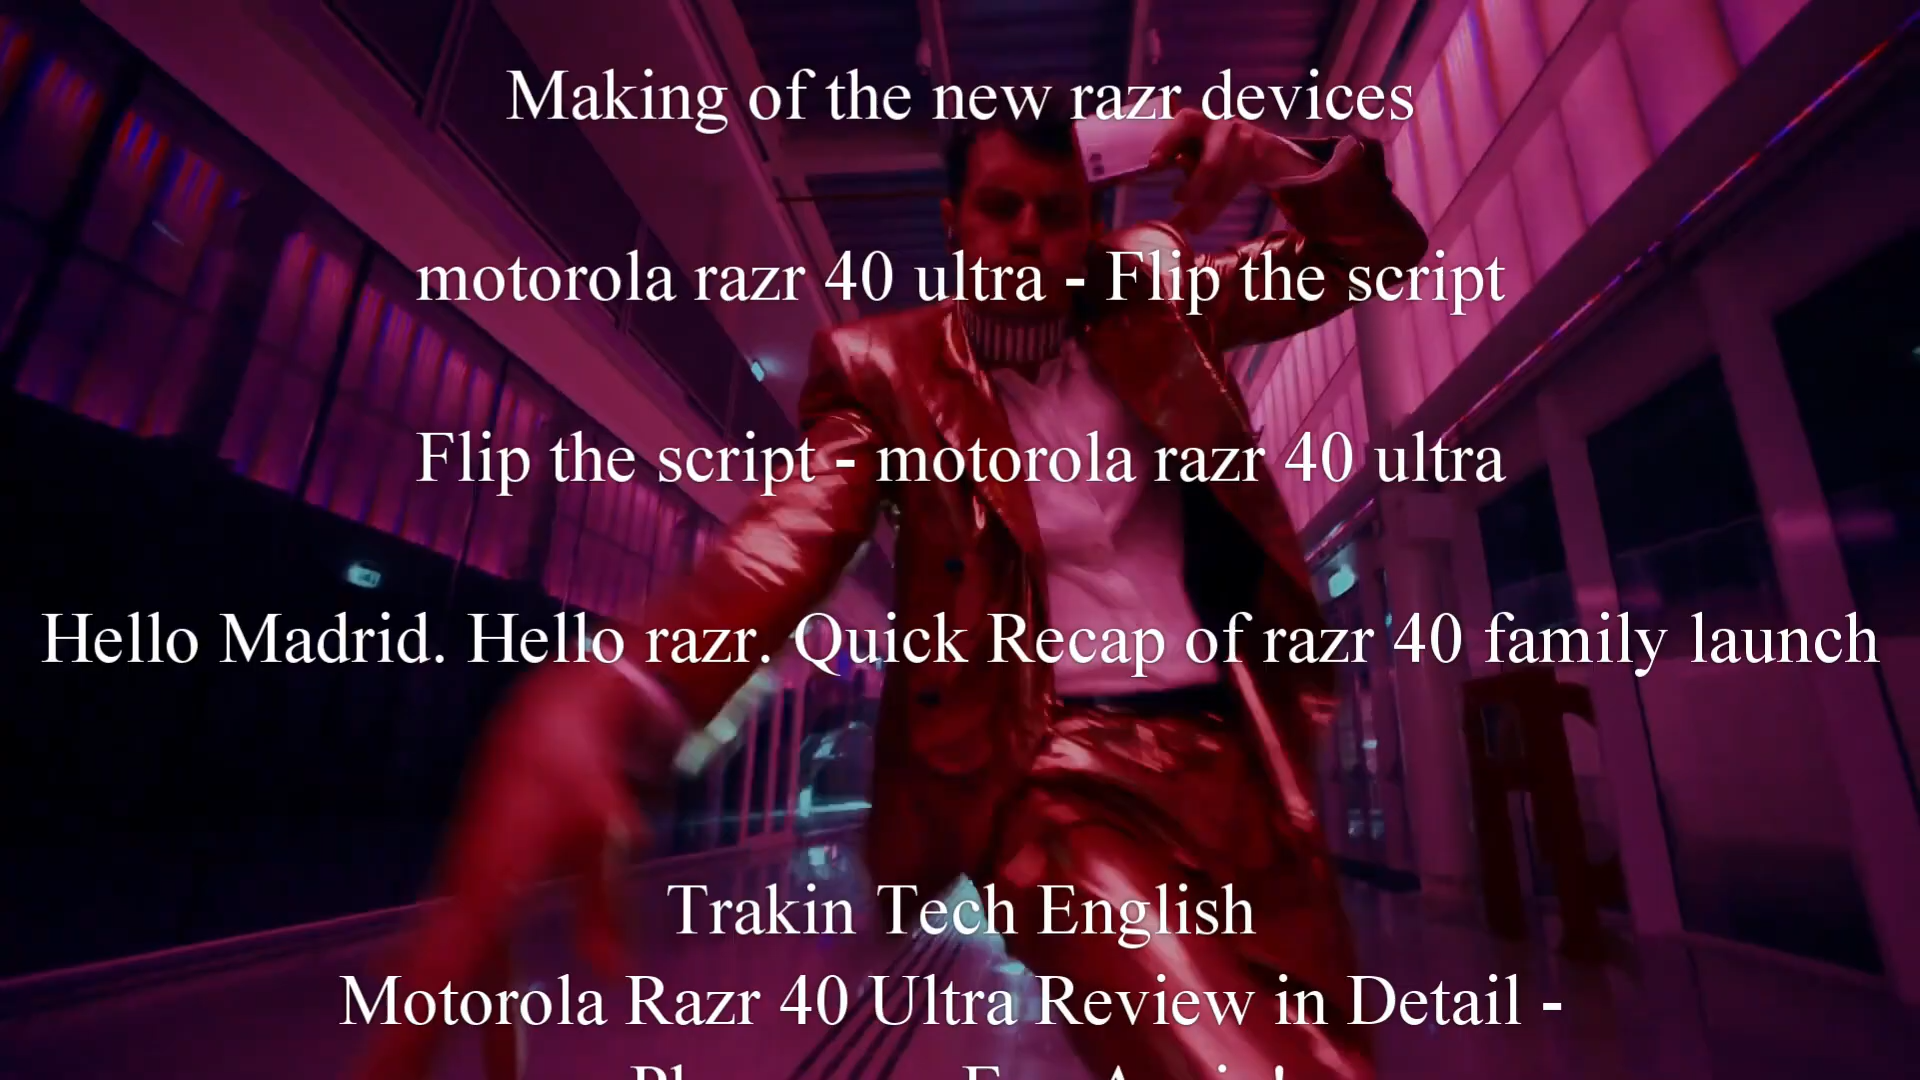 Making of the new razr devices
motorola razr 40 ultra - Flip the script
Flip the script - motorola razr 40 ultra
Hello Madrid. Hello razr. Quick Recap of razr 40 family launch
Trakin Tech English
Motorola Razr 40 Ultra Review in Detail -